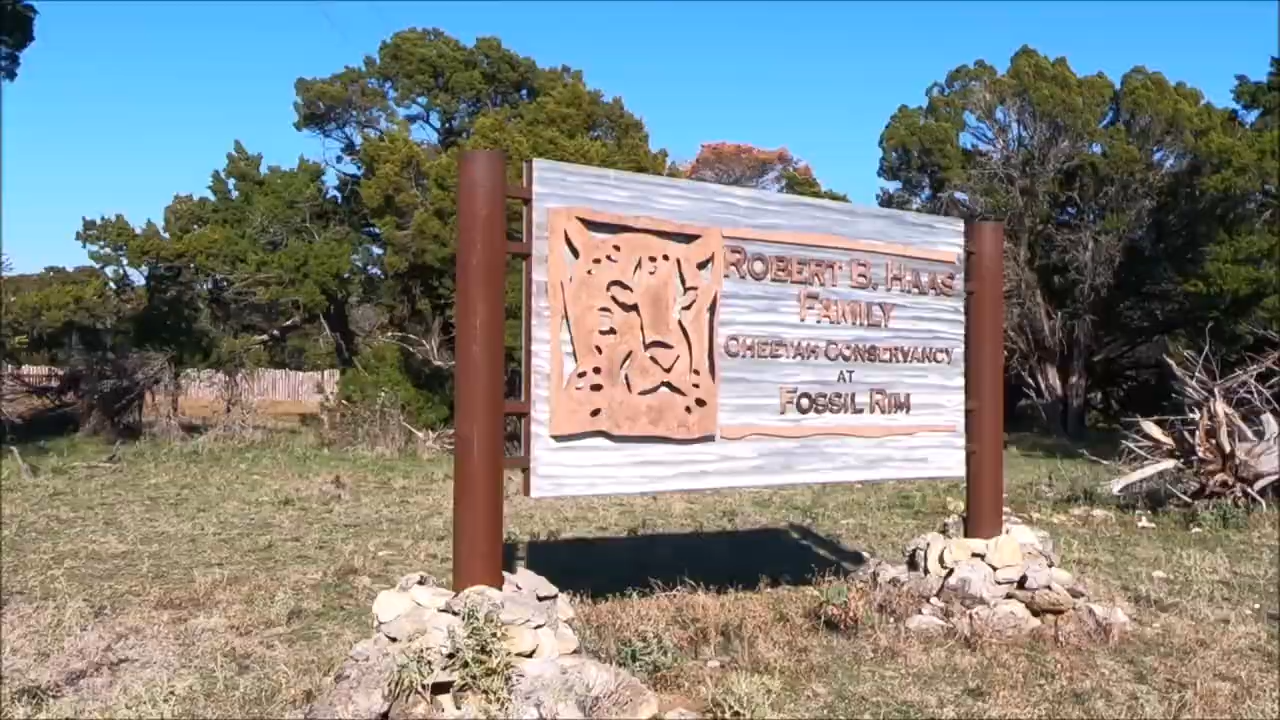 Robert B. Haas
Family
Cheetah Conservancy
at
Fossil Rim